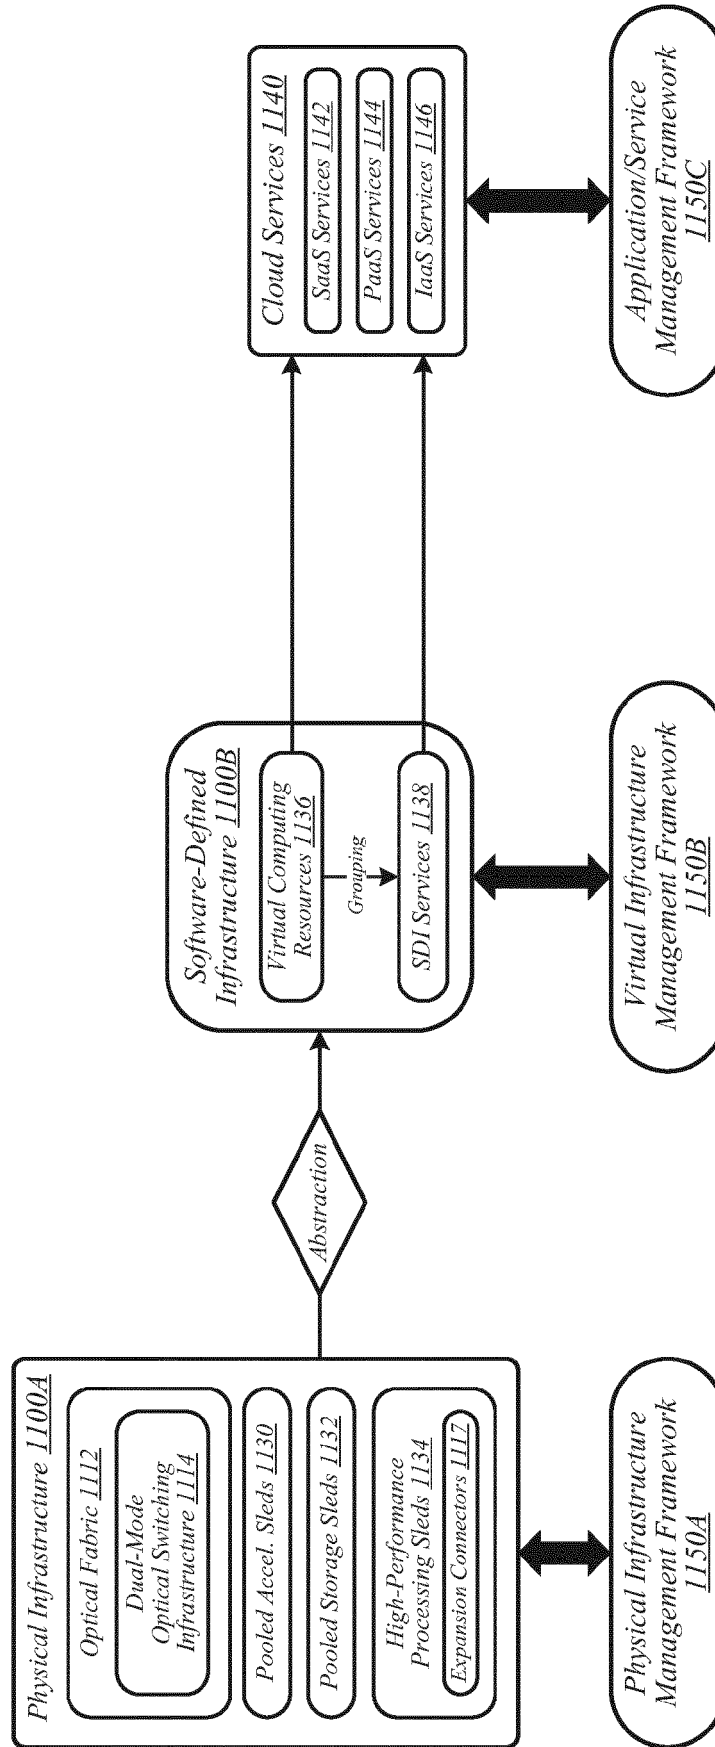 Physical Infrastructure 1100A
Optical Fabric 1112
Dual-Mode
Optical Switching
Infrastructure 1114
Pooled Accel. Sleds 1130
Pooled Storage Sleds 1132
High-Performance
Processing Sleds 1134
Expansion Connectors 1117
Physical Infrastructure
Management Framework
1150A
Abstraction
Software-Defined
Infrastructure 1100B
Virtual Computing
Resources 1136
Grouping
SDI Services 1138
Virtual Infrastructure
Management Framework
1150B
Cloud Services 1140
SaaS Services 1142
PaaS Services 1144
IaaS Services 1146
Application/Service
Management Framework
1150C